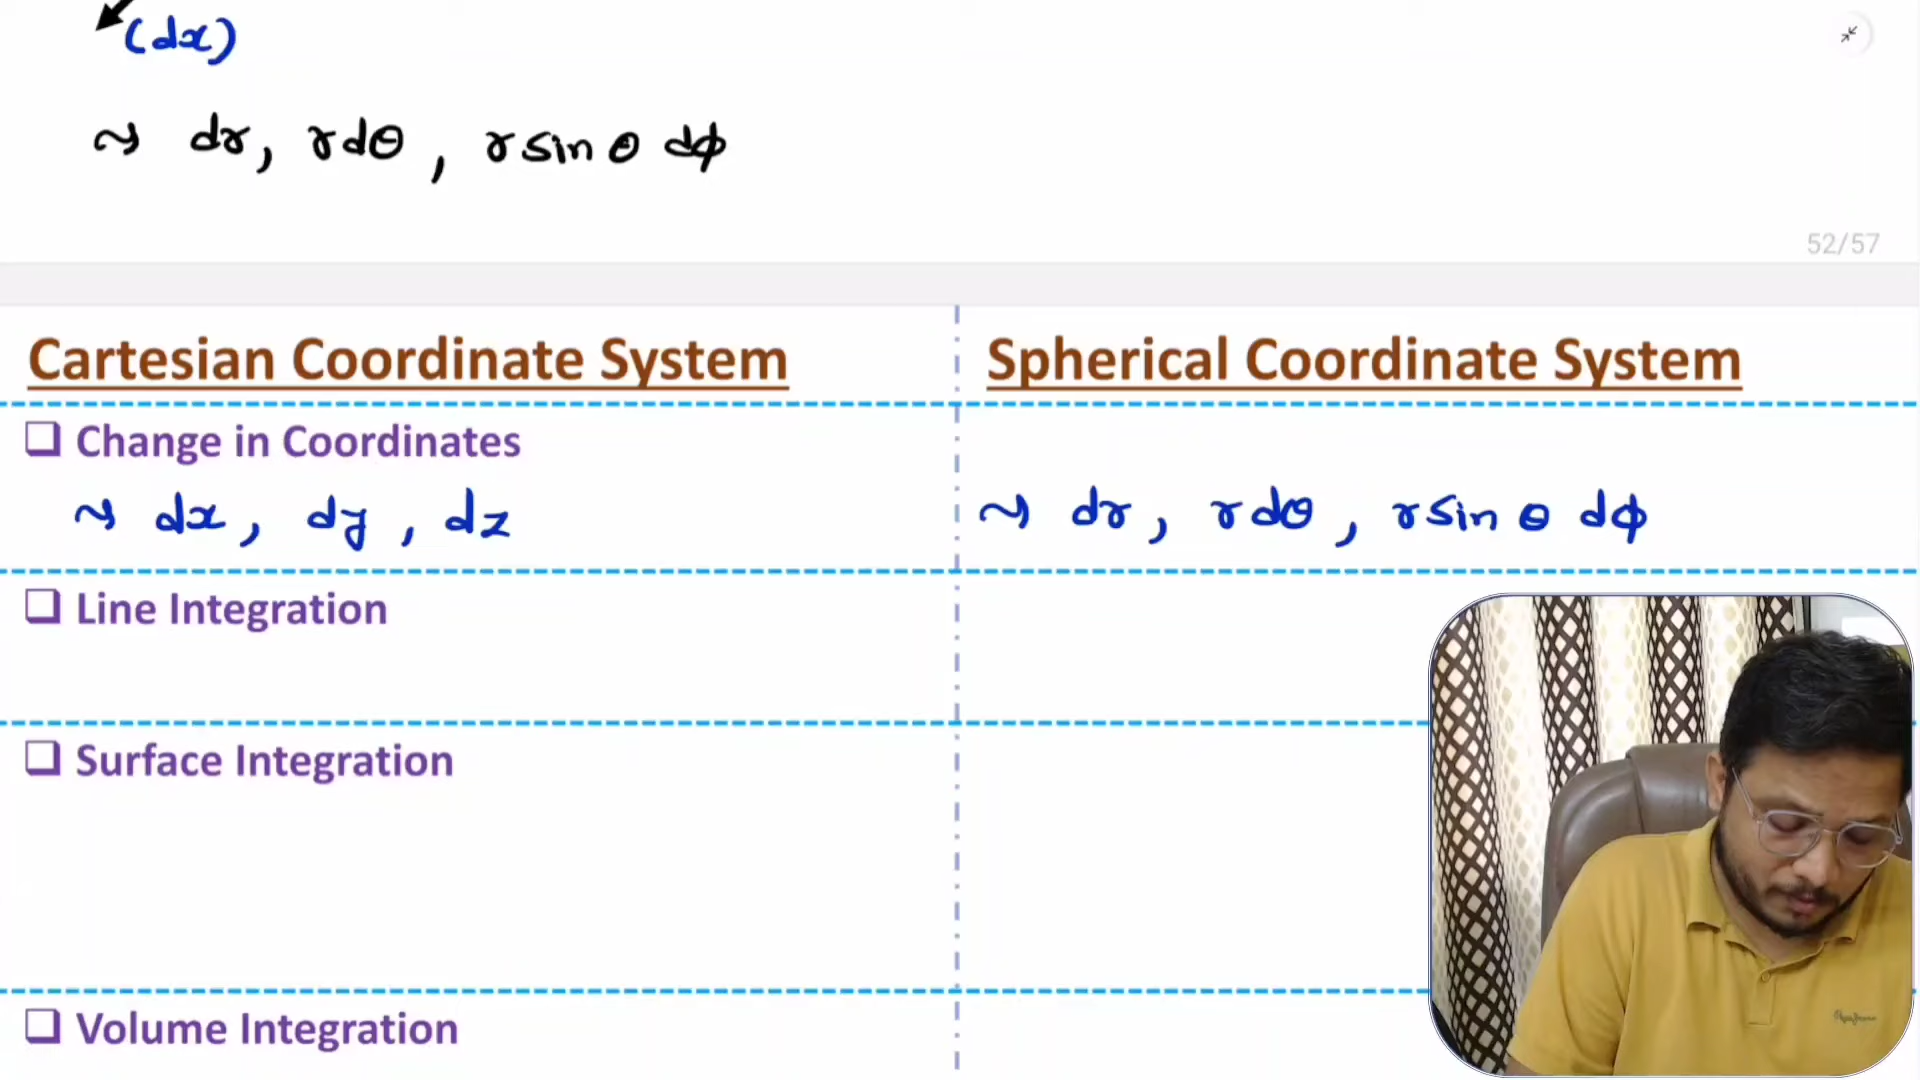 (dx)
~> dr, rdθ, r sin θ dϕ
52/57
Cartesian Coordinate System
Spherical Coordinate System
❑ Change in Coordinates
~> dx, dy, dz
~> dr, rdθ, r sin θ dϕ
❑ Line Integration
❑ Surface Integration
❑ Volume Integration